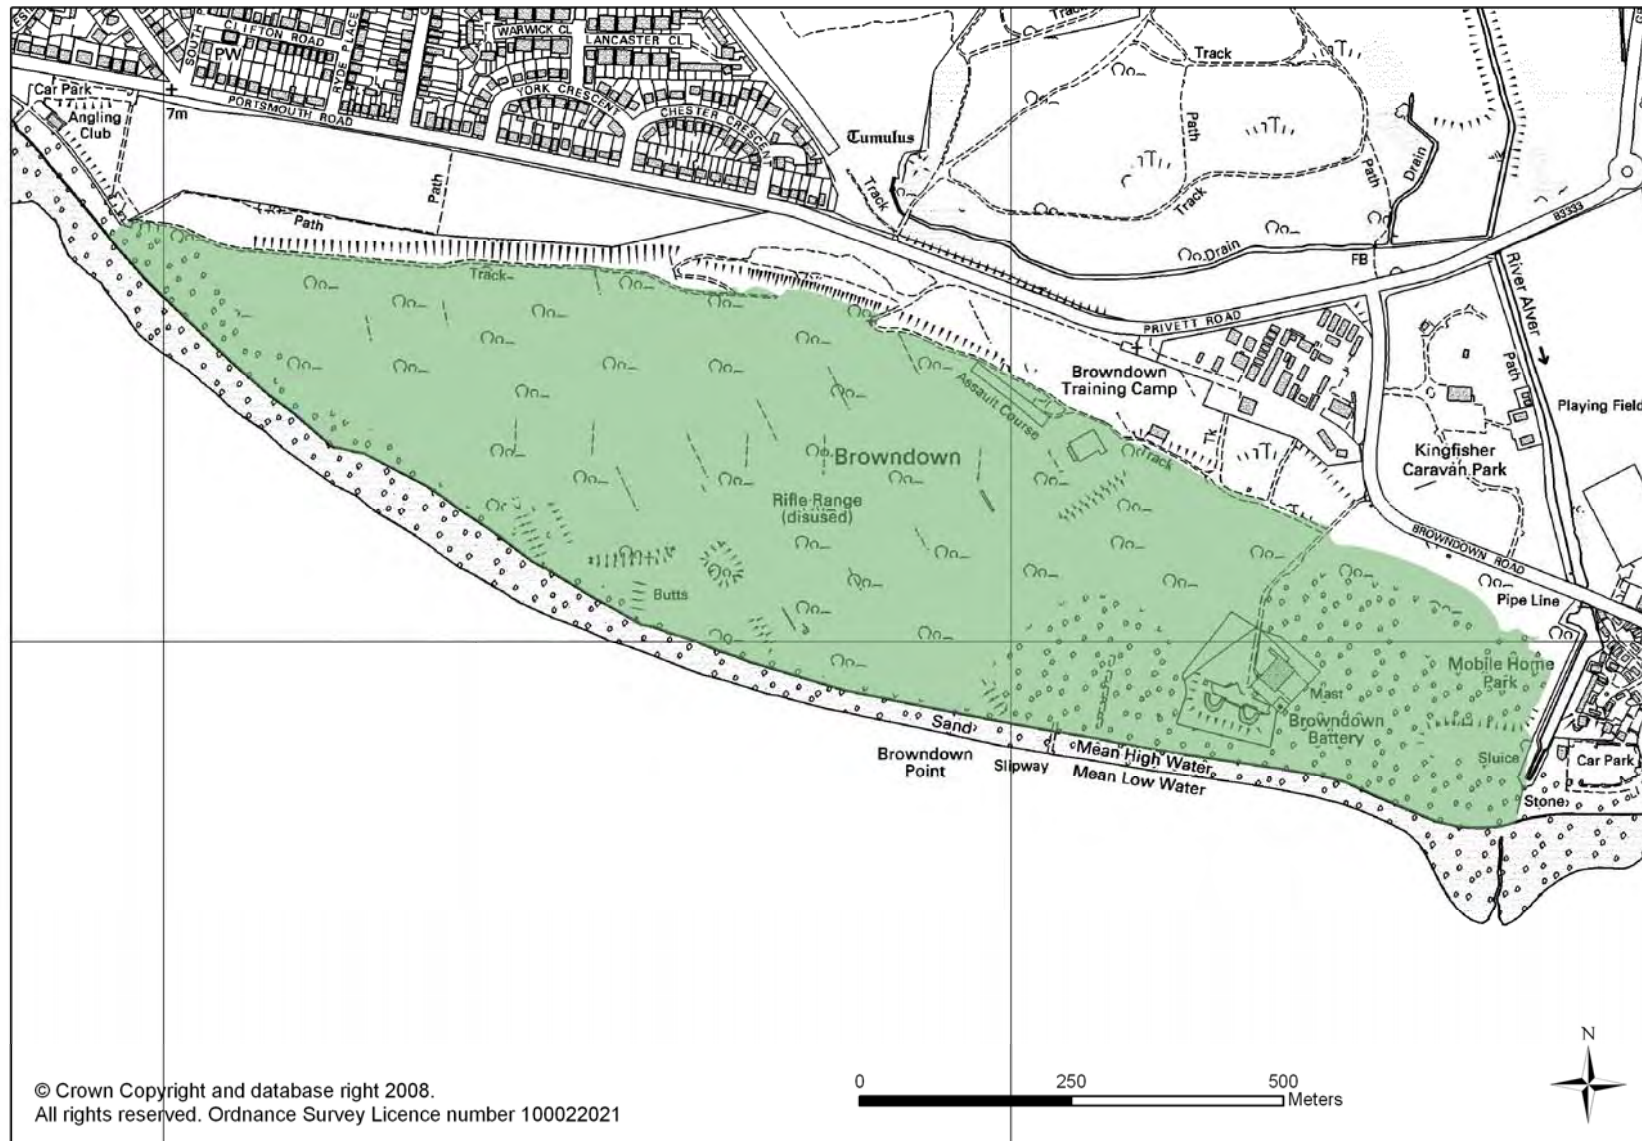 SOUTH
CLIFTON ROAD
RYDE PLACE
PW
WARWICK CL
LANCASTER CL
Track
Track
Car Park
Angling
Club
7m
PORTSMOUTH ROAD
YORK CRESCENT
CHESTER CRESCENT
Tumulus
Path
Path
Drain
Track
Track
Path
Path
Drain
FB
B3333
River Alver
Track
PRIVETT ROAD
Browndown
Training Camp
Path
Playing Field
Assault Course
Tk
Kingfisher
Caravan Park
Browndown
Track
Rifle Range
(disused)
BROWNDOWN ROAD
Pipe Line
Butts
Mobile Home
Park
Mast
Browndown
Battery
Sand
Mean High Water
Browndown
Point
Slipway
Mean Low Water
Sluice
Car Park
Stone
N
0 250 500
Meters
© Crown Copyright and database right 2008.
All rights reserved. Ordnance Survey Licence number 100022021